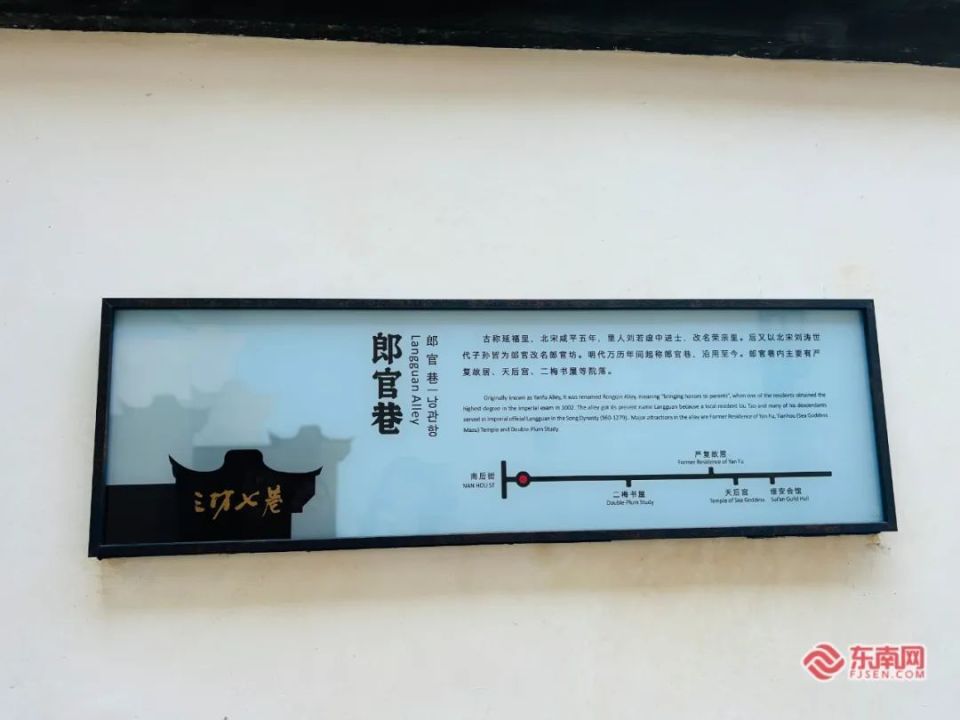 郎官巷
郎官巷 | 낭관항
Langguan Alley
古称延福里，北宋咸平五年，里人刘若虚中进士，改名荣亲里。后又以北宋刘涛世
代子孙皆为郎官改名郎官坊。明代万历年间起称郎官巷，沿用至今。郎官巷内主要有严
复故居、天后宫、二梅书屋等院落。
Originally known as Yanfu Alley, it was renamed Rongqin Alley, meaning "bringing honors to parents", when one of the residents obtained the
highest degree in the imperial exam in 1002. The alley got its present name Langguan because a local resident Liu Tao and many of his descendants
served as imperial official Langguan in the Song Dynasty (960-1279). Major attractions in the alley are Former Residence of Yan Fu, Tianhou (Sea Goddess
Mazu) Temple and Double-Plum Study.
严复故居
Former Residence of Yan Fu
南后街
NAN HOU ST
二梅书屋
Double-Plum Study
天后宫
Temple of Sea Goddess
绥安会馆
Sui'an Guild Hall
三坊七巷
东南网
FJSEN.COM